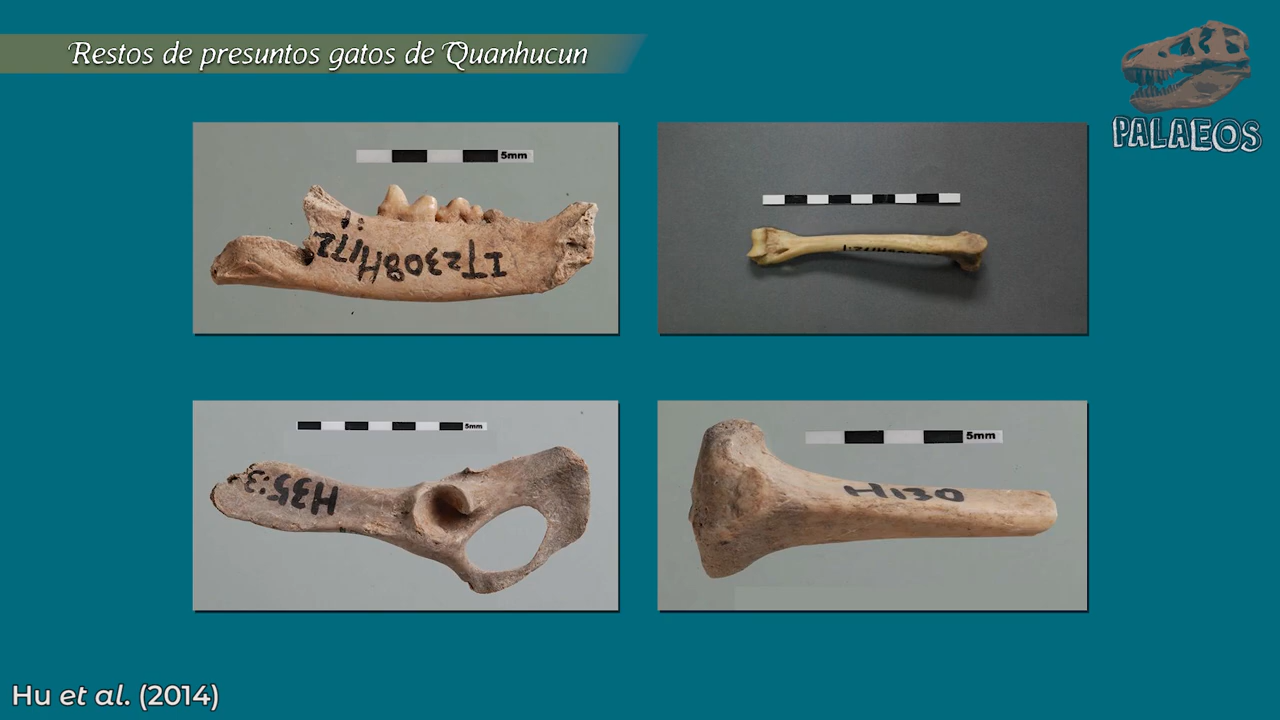 Restos de presuntos gatos de Quanhucun
PALAEOS
5mm
IT2308H172
5mm
H35:3
5mm
H130
Hu et al. (2014)